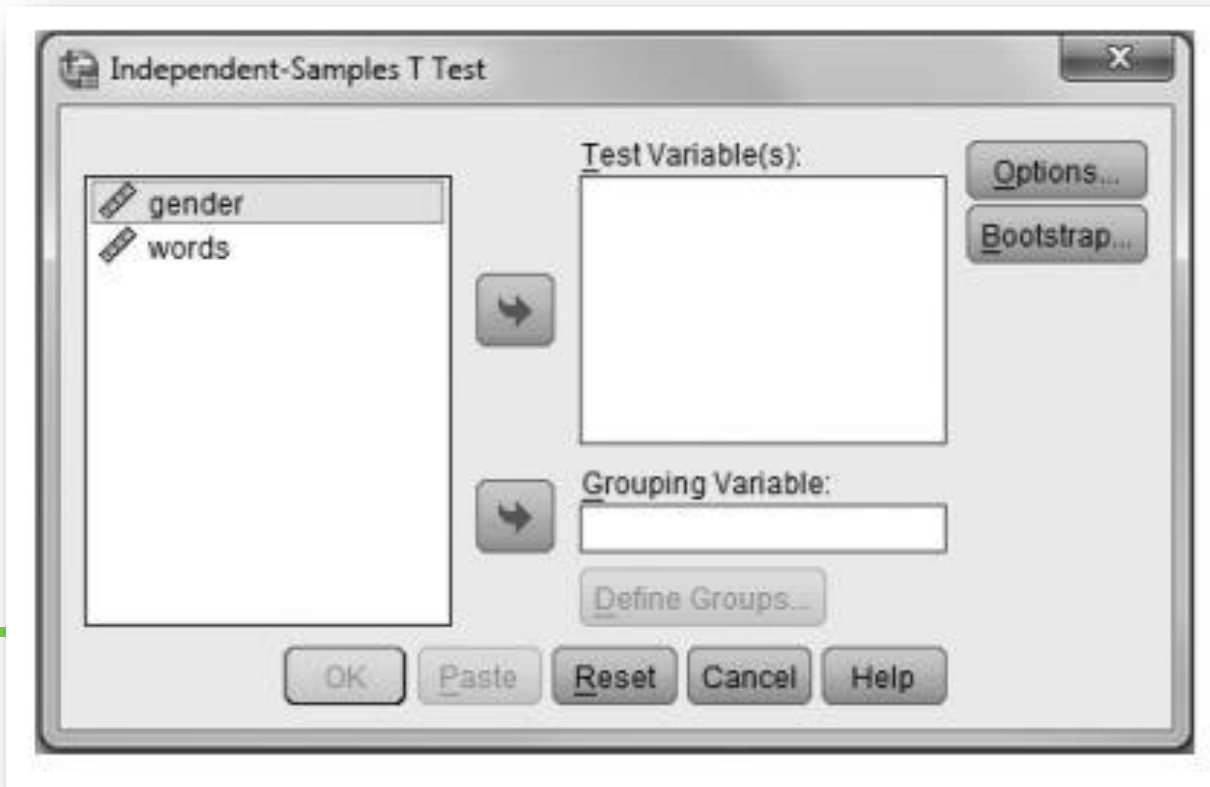 Independent-Samples T Test
x
gender
words
Test Variable(s):
Options...
Bootstrap...
Grouping Variable:
Define Groups...
OK Paste Reset Cancel Help